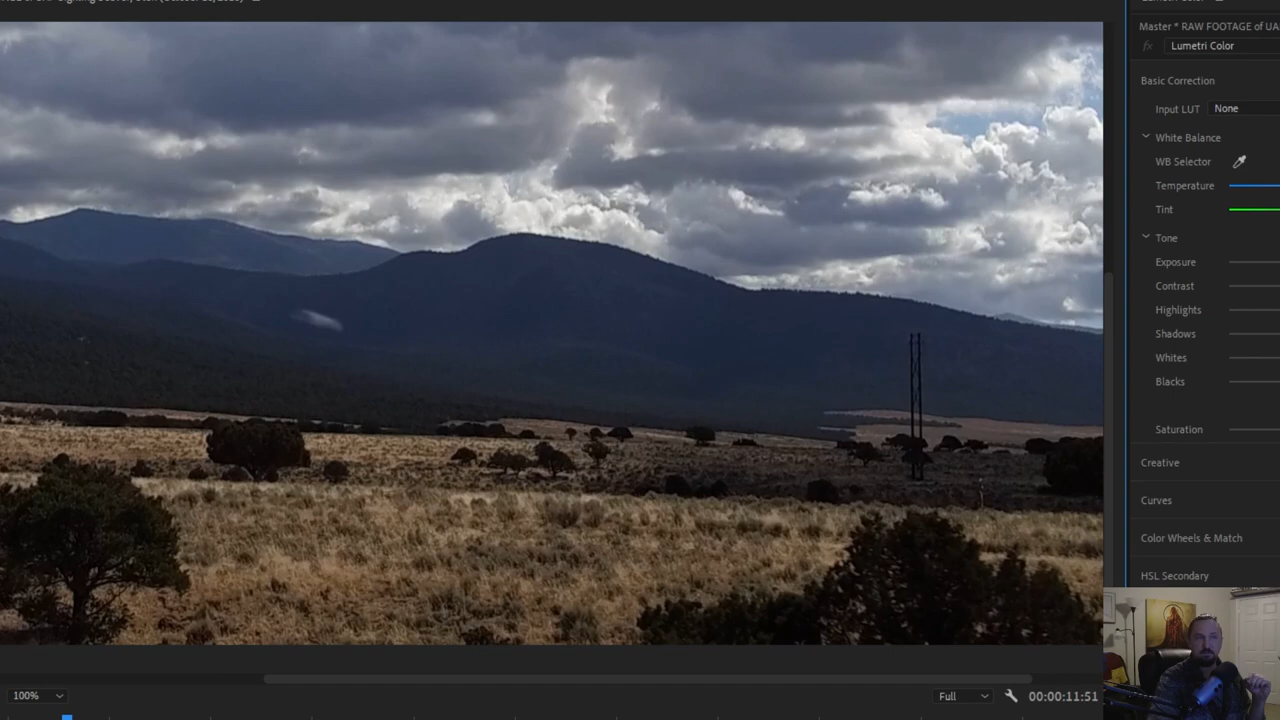 Master * RAW FOOTAGE of UA
fx Lumetri Color
Basic Correction
Input LUT None
White Balance
WB Selector
Temperature
Tint
Tone
Exposure
Contrast
Highlights
Shadows
Whites
Blacks
Saturation
Creative
Curves
Color Wheels & Match
HSL Secondary
100%
Full
00:00:11:51